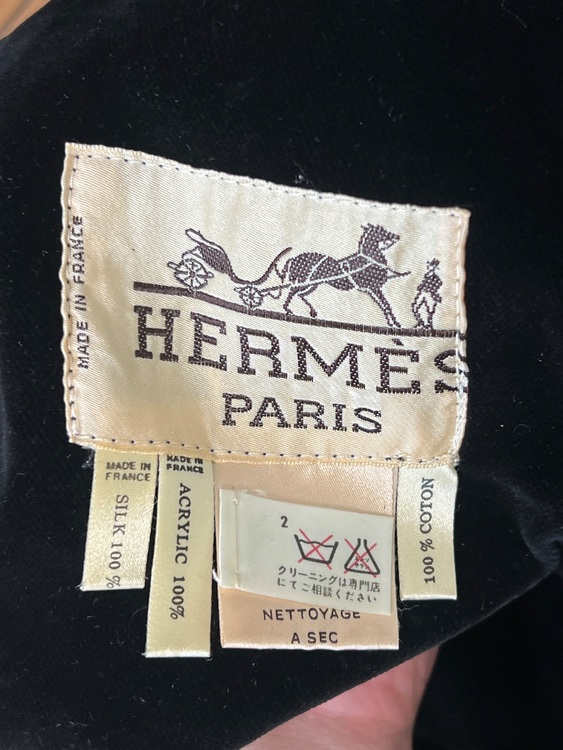 MADE IN FRANCE
HERMÈS
PARIS
MADE IN
FRANCE
SILK 100%
MADE IN
FRANCE
ACRYLIC 100%
2
クリーニングは専門店
にてご相談ください
NETTOYAGE
A SEC
100% COTON